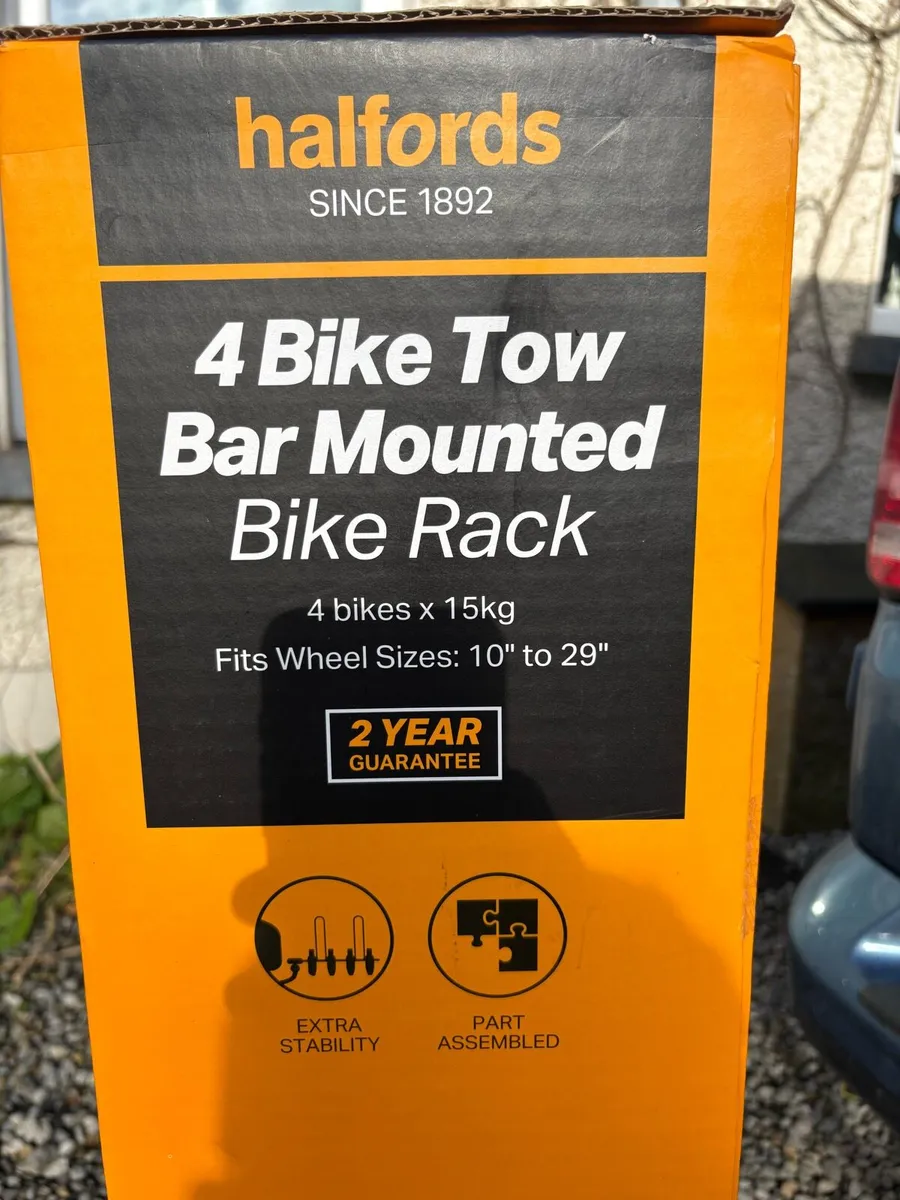 halfords
SINCE 1892
4 Bike Tow
Bar Mounted
Bike Rack
4 bikes x 15kg
Fits Wheel Sizes: 10" to 29"
2 YEAR
GUARANTEE
EXTRA
STABILITY
PART
ASSEMBLED